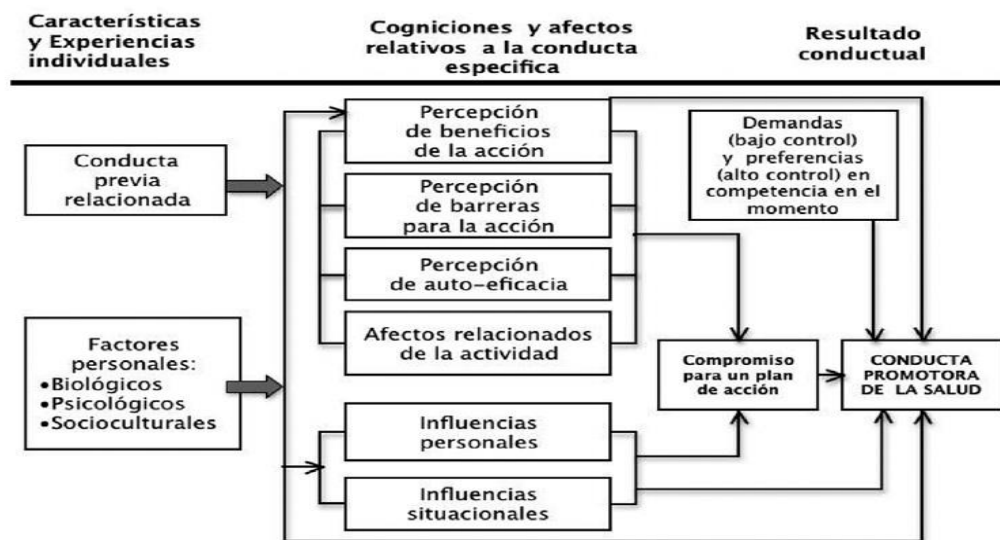 Características
y Experiencias
individuales
Cogniciones y afectos
relativos a la conducta
especifica
Resultado
conductual
Conducta
previa
relacionada
Factores
personales:
•Biológicos
•Psicológicos
•Socioculturales
Percepción
de beneficios
de la acción
Percepción
de barreras
para la acción
Percepción
de auto-eficacia
Afectos relacionados
de la actividad
Influencias
personales
Influencias
situacionales
Demandas
(bajo control)
y preferencias
(alto control) en
competencia en el
momento
Compromiso
para un plan
de acción
CONDUCTA
PROMOTORA
DE LA SALUD